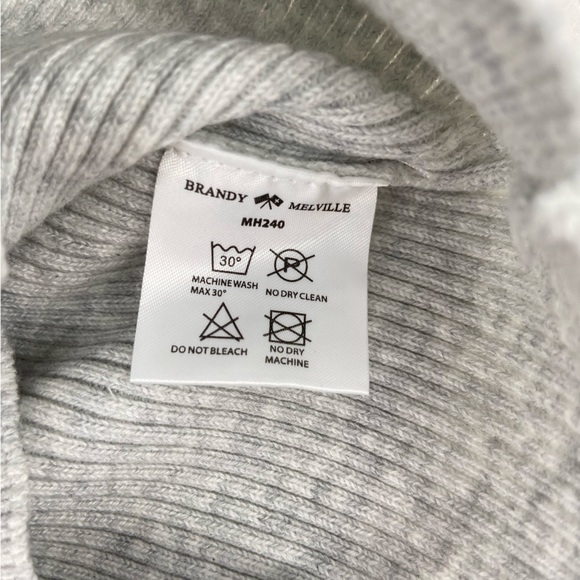 BRANDY MELVILLE
MH240
30° P
MACHINE WASH
MAX 30°
NO DRY CLEAN
DO NOT BLEACH
NO DRY
MACHINE